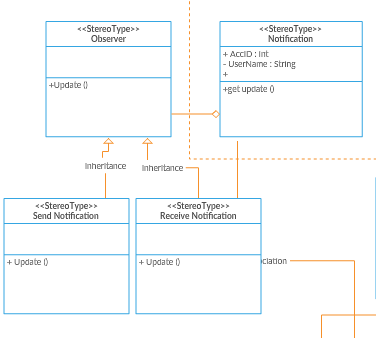 <<StereoType>>
Observer
+Update ()
<<StereoType>>
Notification
+ AccID : Int
- UserName : String
+
+get update ()
Inheritance
Inheritance
<<StereoType>>
Send Notification
+ Update ()
<<StereoType>>
Receive Notification
+ Update ()
ciation